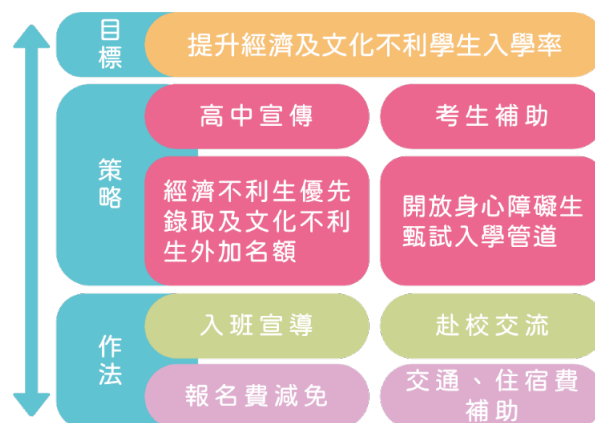 目
標
提升經濟及文化不利學生入學率
策
略
高中宣傳
考生補助
經濟不利生優先
錄取及文化不利
生外加名額
開放身心障礙生
甄試入學管道
作
法
入班宣導
赴校交流
報名費減免
交通、住宿費
補助